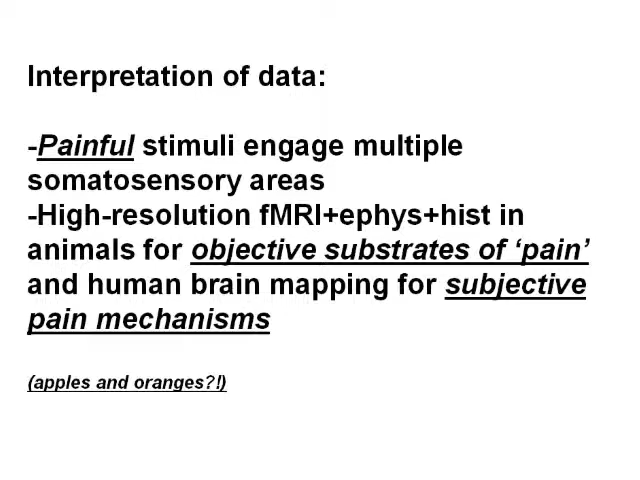 Interpretation of data:
-Painful stimuli engage multiple
somatosensory areas
-High-resolution fMRI+ephys+hist in
animals for objective substrates of ‘pain’
and human brain mapping for subjective
pain mechanisms
(apples and oranges?!)